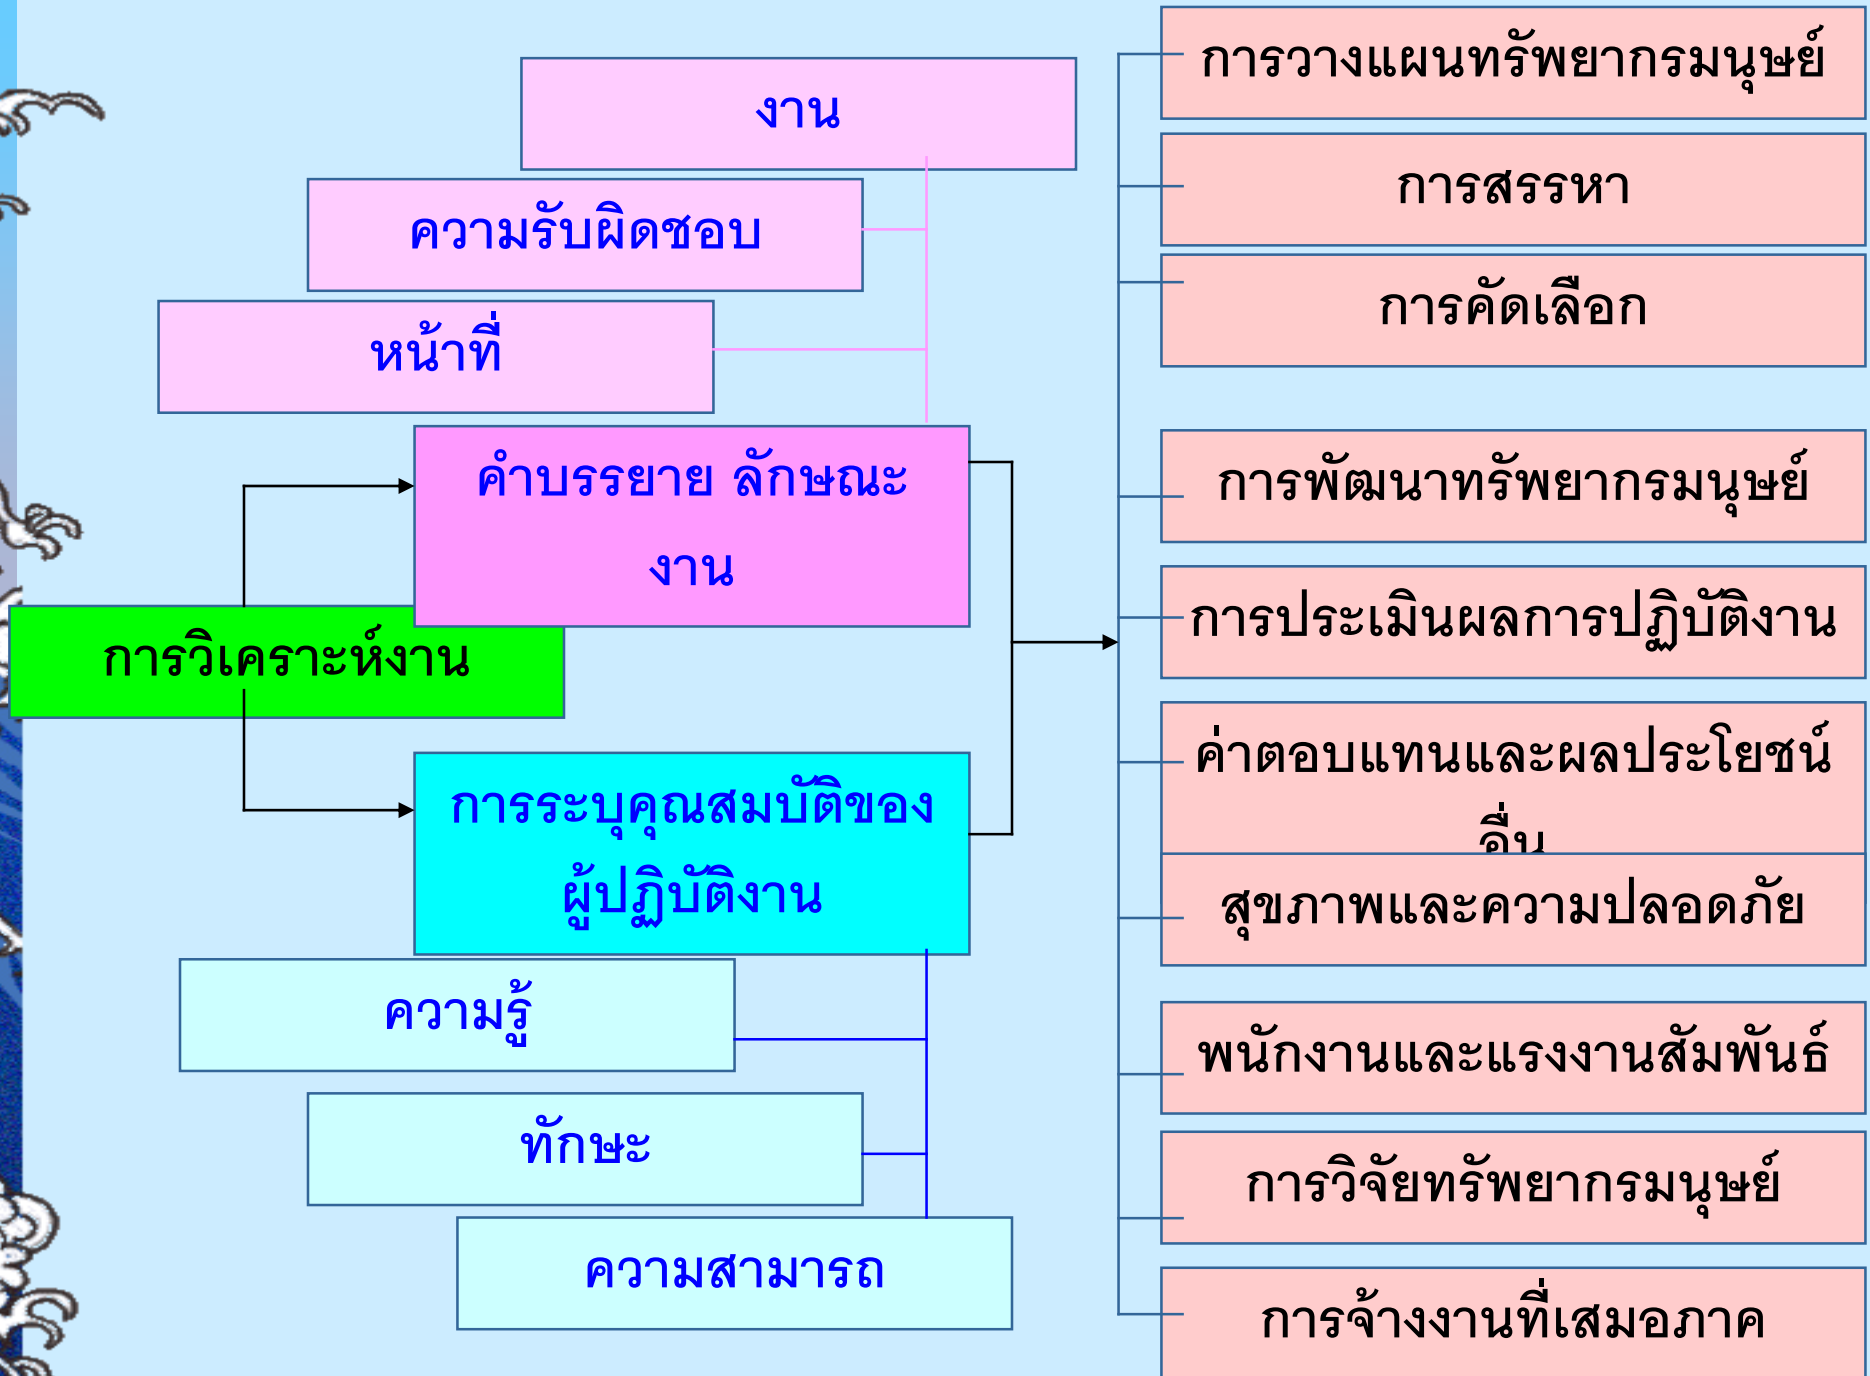 งาน
ความรับผิดชอบ
หน้าที่
คำบรรยาย ลักษณะ
งาน
การวิเคราะห์งาน
การระบุคุณสมบัติของ
ผู้ปฏิบัติงาน
ความรู้
ทักษะ
ความสามารถ
การวางแผนทรัพยากรมนุษย์
การสรรหา
การคัดเลือก
การพัฒนาทรัพยากรมนุษย์
การประเมินผลการปฏิบัติงาน
ค่าตอบแทนและผลประโยชน์
อื่น
สุขภาพและความปลอดภัย
พนักงานและแรงงานสัมพันธ์
การวิจัยทรัพยากรมนุษย์
การจ้างงานที่เสมอภาค